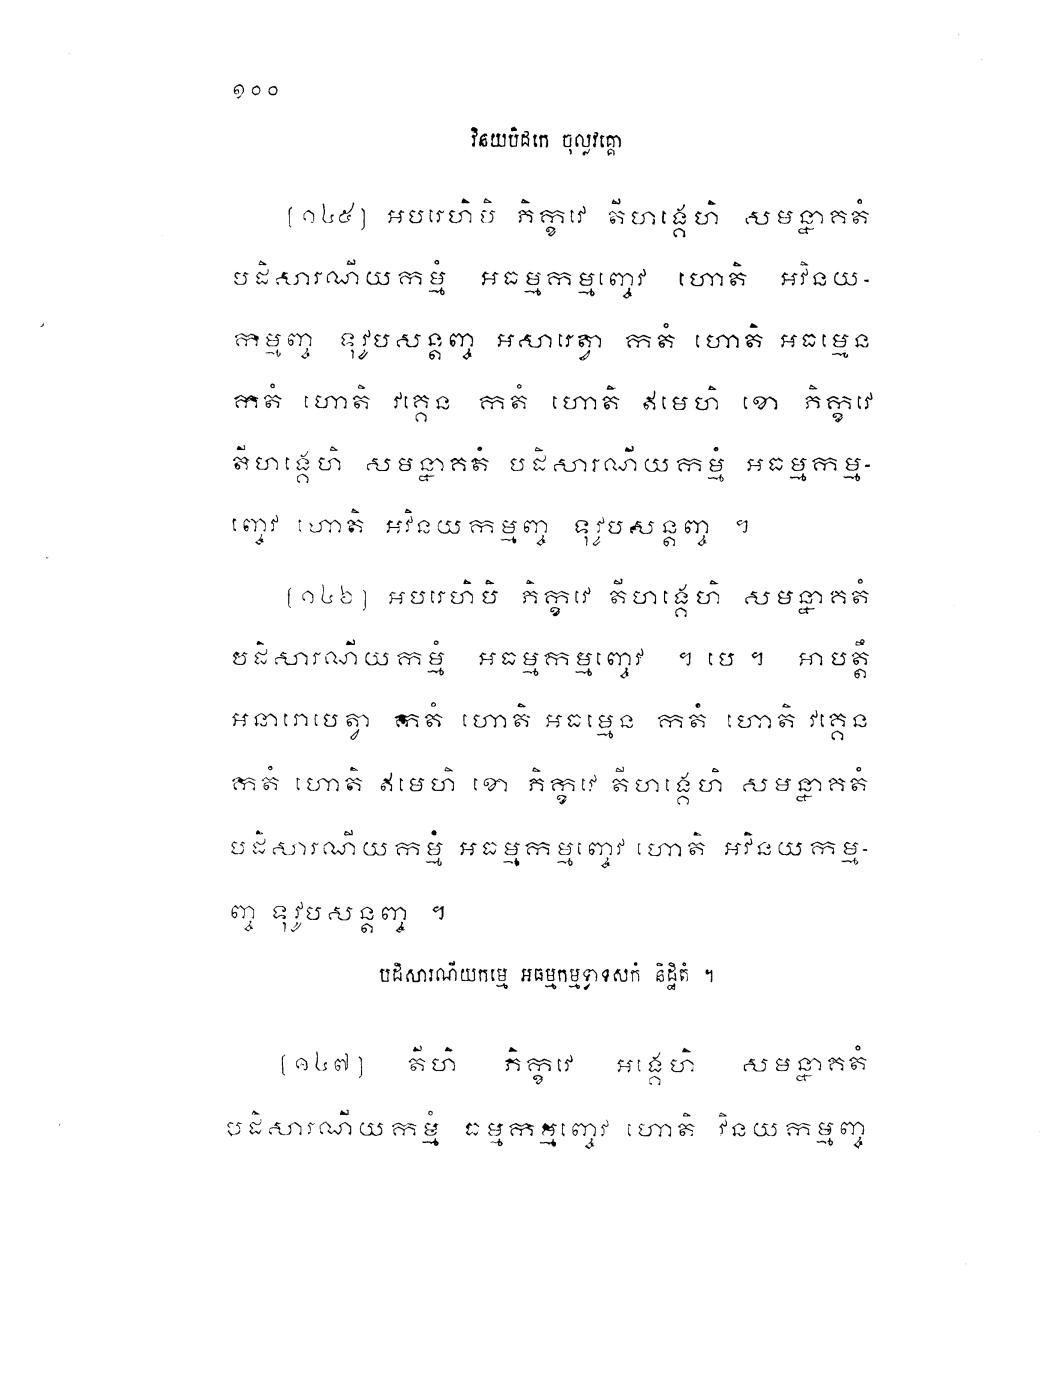 ១០០
វិនយបិដកេ ចុល្លវគ្គោ
[១៤៥] អបរេហិបិ ភិក្ខវេ តីហង្គេហិ សមន្នាគតំ
បដិសារណីយកម្មំ អធម្មកម្មញ្ចេវ ហោតិ អវិនយ-
កម្មញ្ច ទុវូបសន្តញ្ច អសារេត្វា កតំ ហោតិ អធម្មេន
កតំ ហោតិ វគ្គេន កតំ ហោតិ ឥមេហិ ខោ ភិក្ខវេ
តីហង្គេហិ សមន្នាគតំ បដិសារណីយកម្មំ អធម្មកម្ម-
ញ្ចេវ ហោតិ អវិនយកម្មញ្ច ទុវូបសន្តញ្ច ។
[១៤៦] អបរេហិបិ ភិក្ខវេ តីហង្គេហិ សមន្នាគតំ
បដិសារណីយកម្មំ អធម្មកម្មញ្ចេវ ។ បេ ។ អាបត្តឹ
អនារោបេត្វា កតំ ហោតិ អធម្មេន កតំ ហោតិ វគ្គេន
កតំ ហោតិ ឥមេហិ ខោ ភិក្ខវេ តីហង្គេហិ សមន្នាគតំ
បដិសារណីយកម្មំ អធម្មកម្មញ្ចេវ ហោតិ អវិនយកម្ម-
ញ្ច ទុវូបសន្តញ្ច ។
បដិសារណីយកម្មេ អធម្មកម្មទ្វាទសកំ និដ្ឋិតំ ។
[១៤៧] តីហិ ភិក្ខវេ អង្គេហិ សមន្នាគតំ
បដិសារណីយកម្មំ ធម្មកម្មញ្ចេវ ហោតិ វិនយកម្មញ្ច